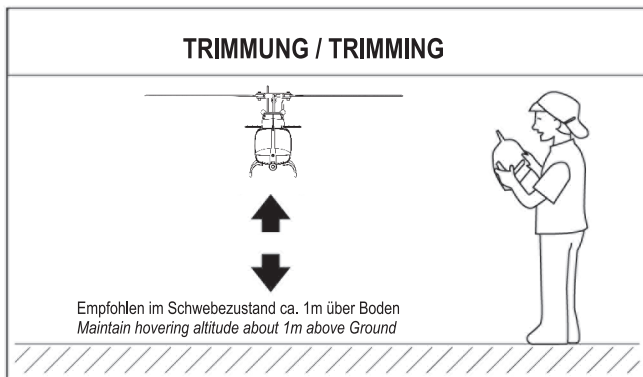 TRIMMUNG / TRIMMING
Empfohlen im Schwebezustand ca. 1m über Boden
Maintain hovering altitude about 1m above Ground